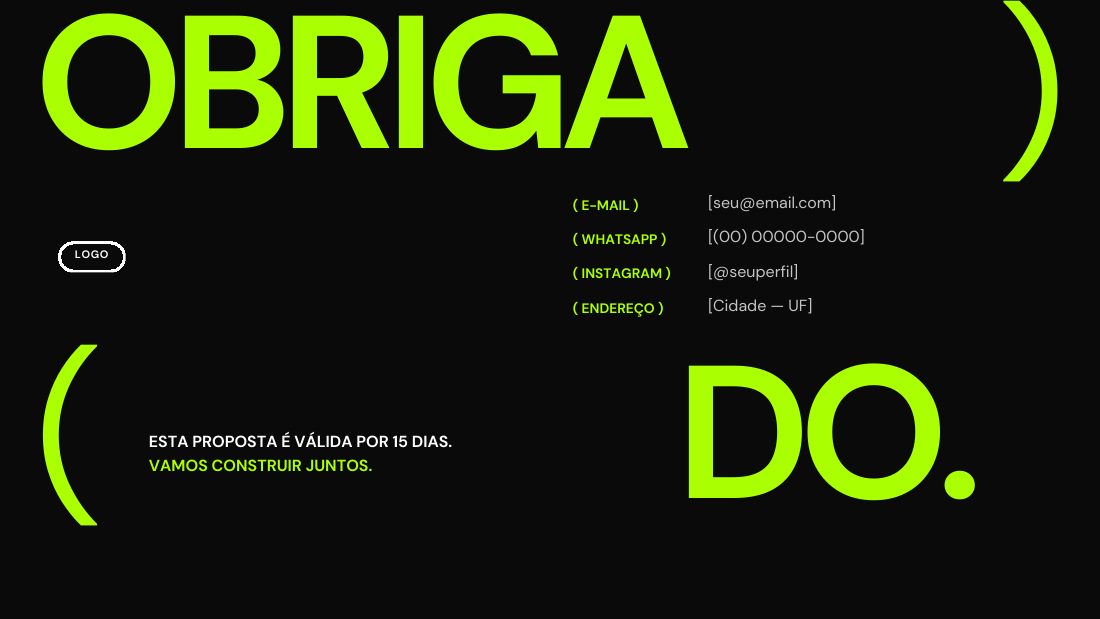 OBRIGA )
( E-MAIL ) [seu@email.com]
( WHATSAPP ) [(00) 00000-0000]
LOGO
( INSTAGRAM ) [@seuperfil]
( ENDEREÇO ) [Cidade — UF]
( DO.
ESTA PROPOSTA É VÁLIDA POR 15 DIAS.
VAMOS CONSTRUIR JUNTOS.